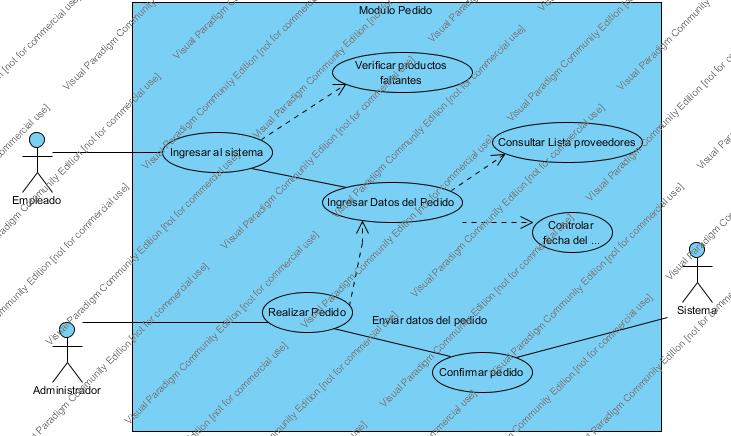 Modulo Pedido
Verificar productos
faltantes
Ingresar al sistema
Consultar Lista proveedores
Empleado
Ingresar Datos del Pedido
Controlar
fecha del ...
Sistema
Realizar Pedido
Enviar datos del pedido
Administrador
Confirmar pedido
Visual Paradigm Community Edition [not for commercial use]